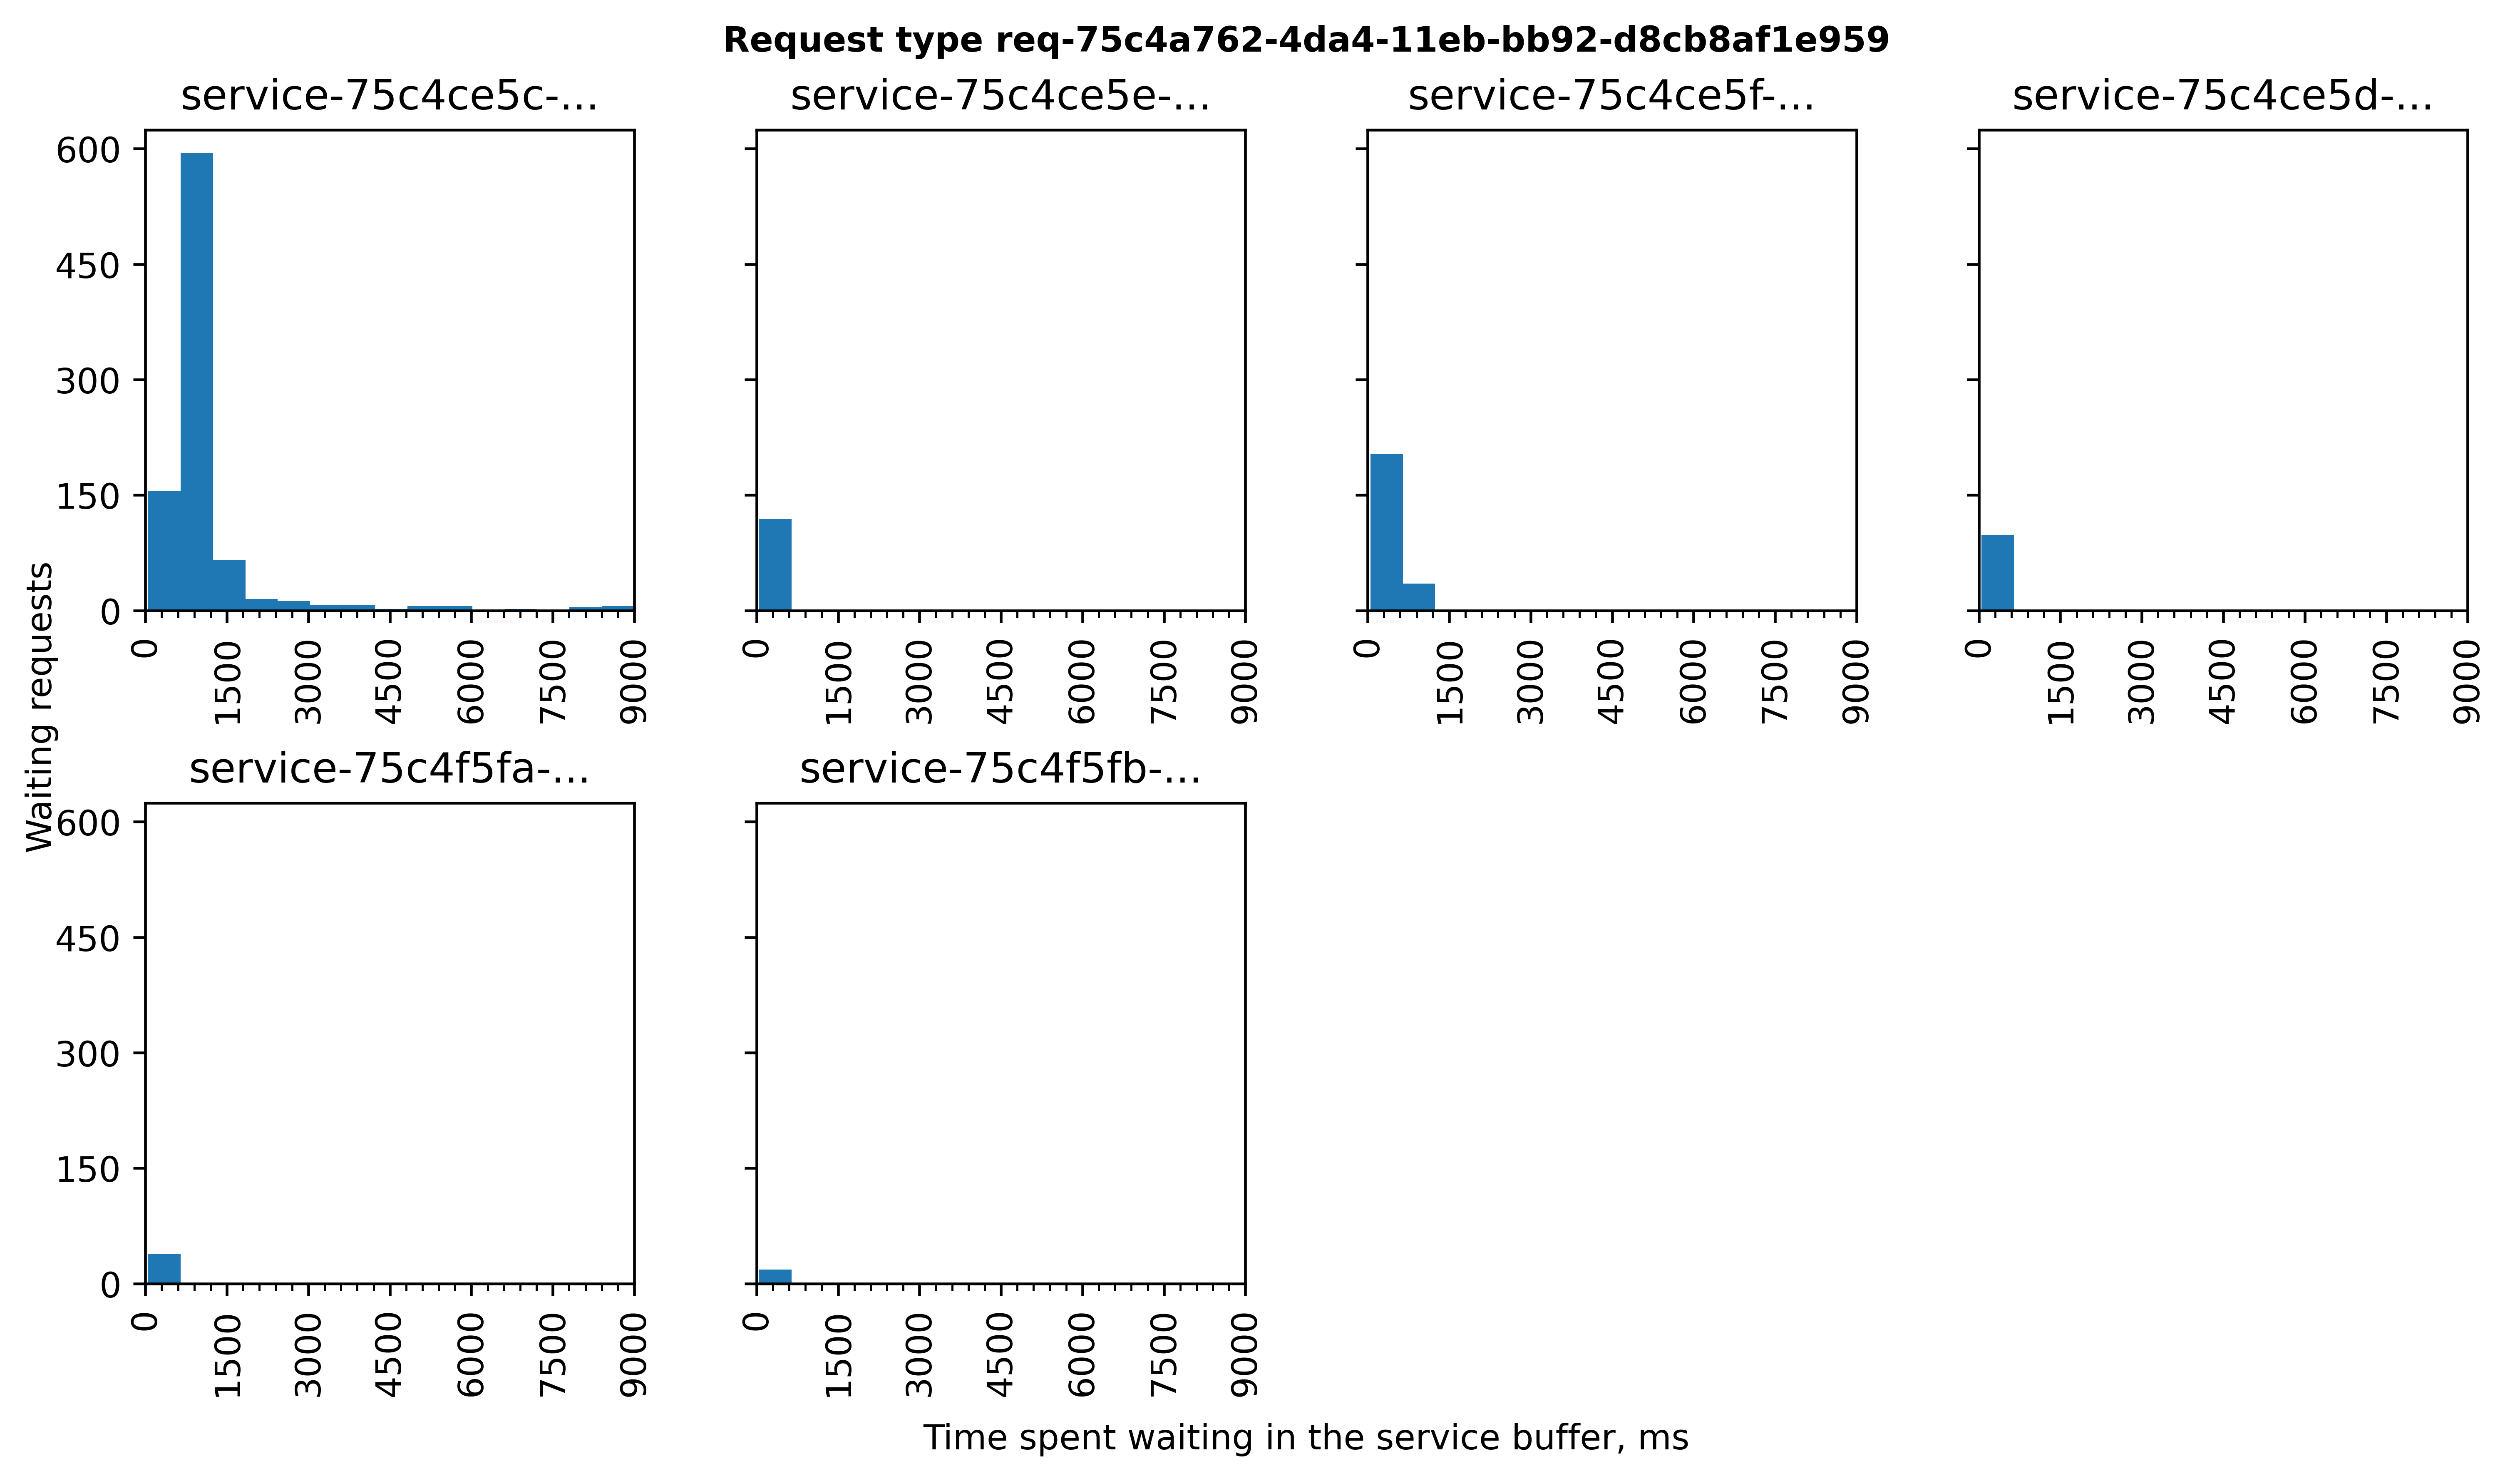 Request type req-75c4a762-4da4-11eb-bb92-d8cb8af1e959
service-75c4ce5c-...
service-75c4ce5e-...
service-75c4ce5f-...
service-75c4ce5d-...
600
450
300
150
0
0 1500 3000 4500 6000 7500 9000
0 1500 3000 4500 6000 7500 9000
0 1500 3000 4500 6000 7500 9000
0 1500 3000 4500 6000 7500 9000
Waiting requests
service-75c4f5fa-...
service-75c4f5fb-...
600
450
300
150
0
0 1500 3000 4500 6000 7500 9000
0 1500 3000 4500 6000 7500 9000
Time spent waiting in the service buffer, ms